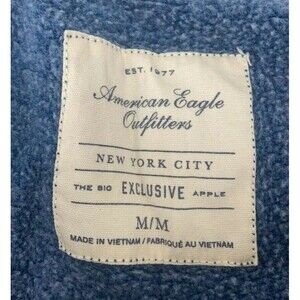 EST. 1977
American Eagle
Outfitters
NEW YORK CITY
THE BIG EXCLUSIVE APPLE
M/M
MADE IN VIETNAM / FABRIQUÉ AU VIETNAM